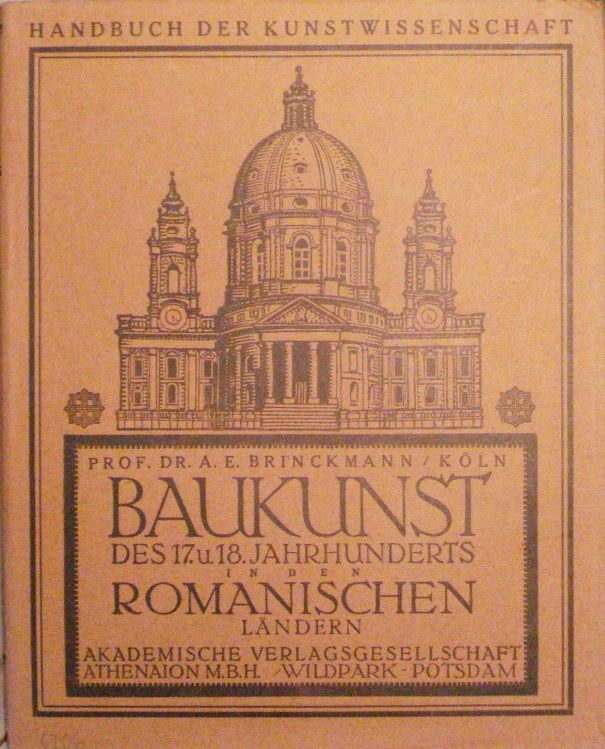 HANDBUCH DER KUNSTWISSENSCHAFT
PROF. DR. A. E. BRINCKMANN / KÖLN
BAUKUNST
DES 17. u. 18. JAHRHUNDERTS
IN DEN
ROMANISCHEN
LÄNDERN
AKADEMISCHE VERLAGSGESELLSCHAFT
ATHENAION M.B.H. / WILDPARK - POTSDAM